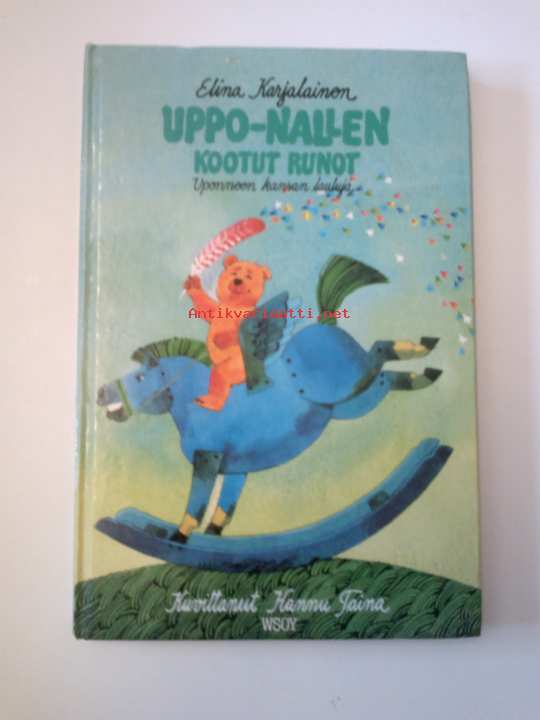 Elina Karjalainen
UPPO-NALLEN
KOOTUT RUNOT
Uponneen kansan lauluja
Antikvariaatti.net
Kuvittanut Hannu Taina
WSOY